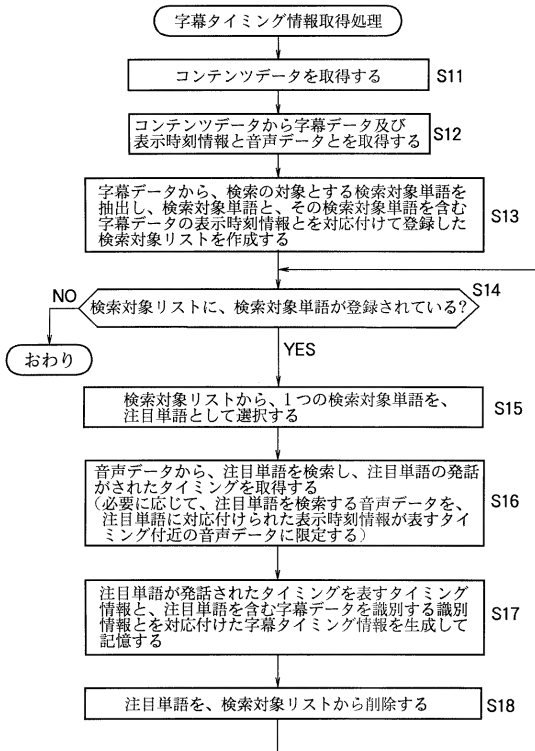 字幕タイミング情報取得処理
コンテンツデータを取得する
S11
コンテンツデータから字幕データ及び
表示時刻情報と音声データとを取得する
S12
字幕データから、検索の対象とする検索対象単語を
抽出し、検索対象単語と、その検索対象単語を含む
字幕データの表示時刻情報とを対応付けて登録した
検索対象リストを作成する
S13
S14
検索対象リストに、検索対象単語が登録されている?
NO
おわり
YES
検索対象リストから、1つの検索対象単語を、
注目単語として選択する
S15
音声データから、注目単語を検索し、注目単語の発話
がされたタイミングを取得する
(必要に応じて、注目単語を検索する音声データを、
注目単語に対応付けられた表示時刻情報が表すタイ
ミング付近の音声データに限定する)
S16
注目単語が発話されたタイミングを表すタイミング
情報と、注目単語を含む字幕データを識別する識別
情報とを対応付けた字幕タイミング情報を生成して
記憶する
S17
注目単語を、検索対象リストから削除する
S18